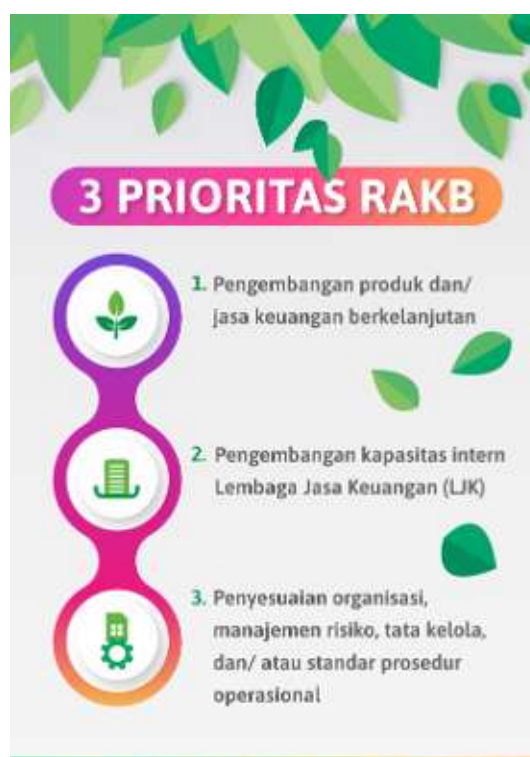 3 PRIORITAS RAKB
1. Pengembangan produk dan/
jasa keuangan berkelanjutan
2. Pengembangan kapasitas intern
Lembaga Jasa Keuangan (LJK)
3. Penyesuaian organisasi,
manajemen risiko, tata kelola,
dan/ atau standar prosedur
operasional